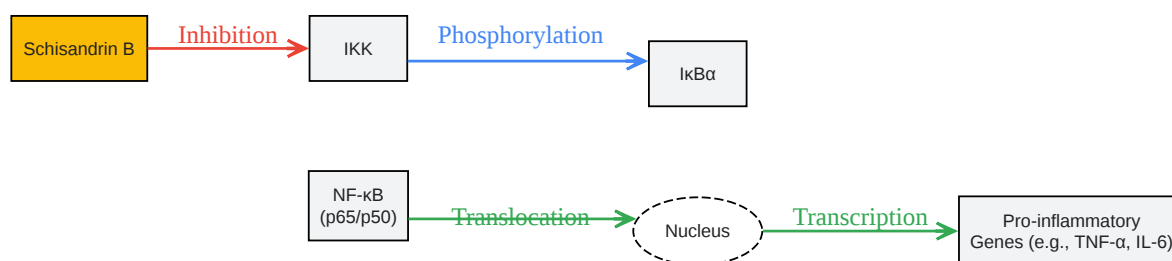 Schisandrin B
Inhibition
IKK
Phosphorylation
IκBα
NF-κB
(p65/p50)
Translocation
Nucleus
Transcription
Pro-inflammatory
Genes (e.g., TNF-α, IL-6)